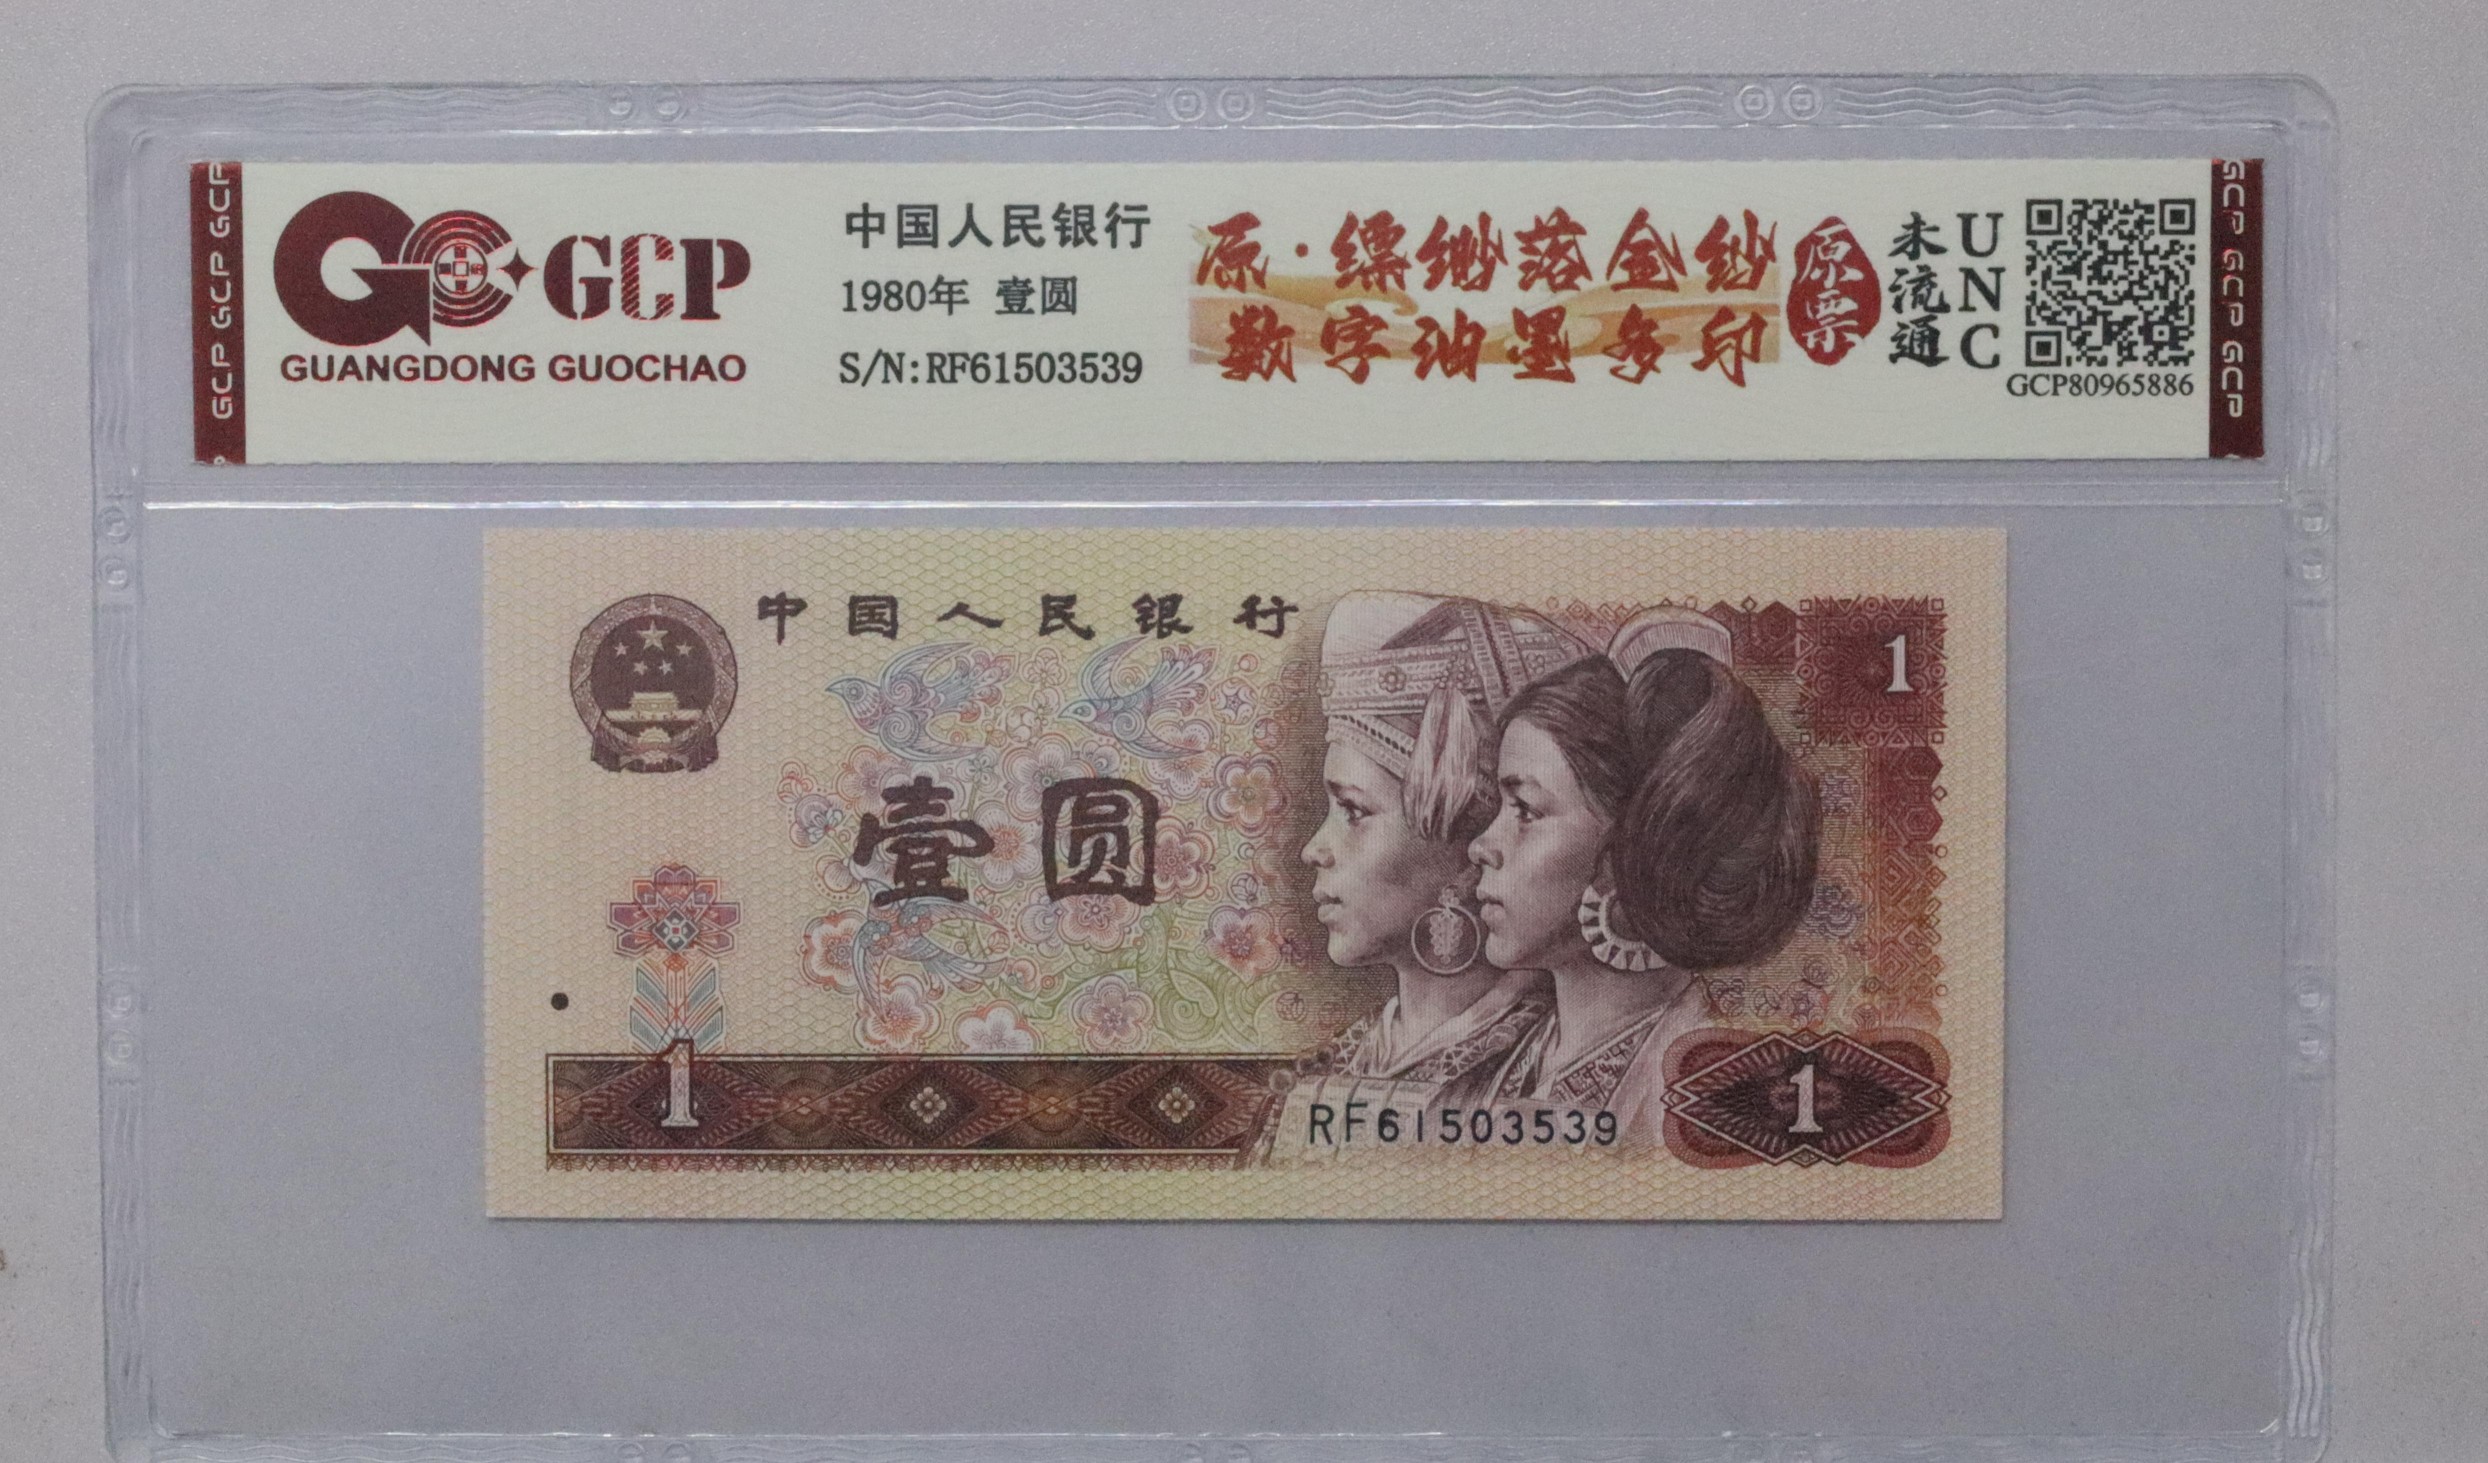 GCP GCP GCP
GCP
GUANGDONG GUOCHAO
中国人民银行
1980年 壹圆
S/N:RF61503539
原·缥缈落金纱
数字油墨多印
原票
未流通
UNC
GCP80965886
GCP GCP GCP
中国人民银行
1
壹圆
1
RF61503539
1